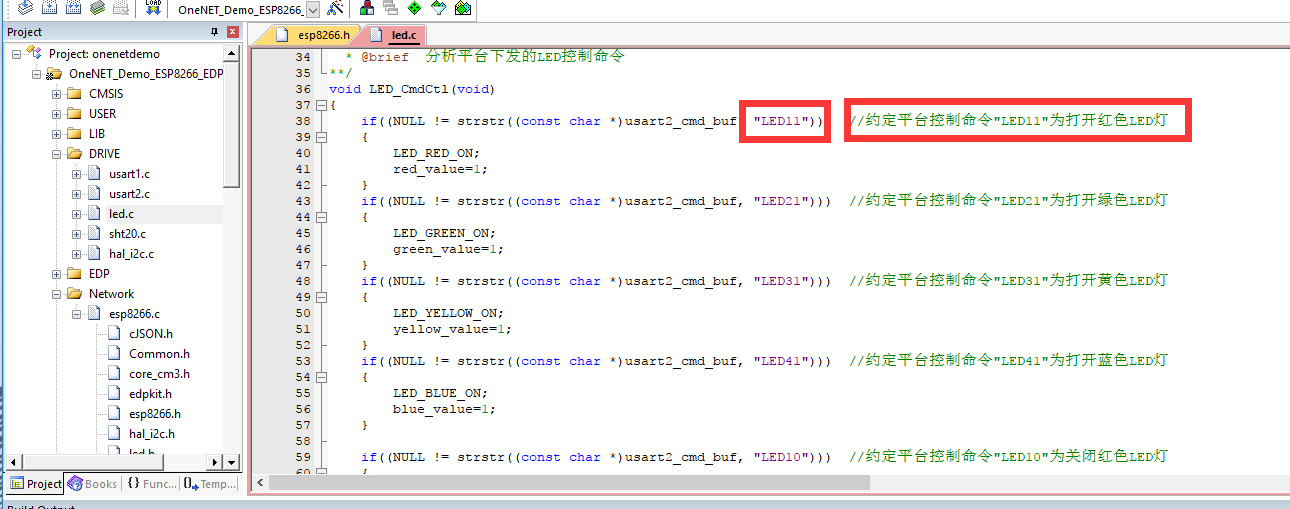 LOAD
OneNET_Demo_ESP8266_
Project
esp8266.h
led.c
Project: onenetdemo
OneNET_Demo_ESP8266_EDP
CMSIS
USER
LIB
DRIVE
usart1.c
usart2.c
led.c
sht20.c
hal_i2c.c
EDP
Network
esp8266.c
cJSON.h
Common.h
core_cm3.h
edpkit.h
esp8266.h
hal_i2c.h
led.h
Project
Books
{} Func...
0→ Temp...
34 * @brief 分析平台下发的LED控制命令
35 **/
36 void LED_CmdCtl(void)
37 {
38 if((NULL != strstr((const char *)usart2_cmd_buf, "LED11")) //约定平台控制命令"LED11"为打开红色LED灯
39 {
40 LED_RED_ON;
41 red_value=1;
42 }
43 if((NULL != strstr((const char *)usart2_cmd_buf, "LED21"))) //约定平台控制命令"LED21"为打开绿色LED灯
44 {
45 LED_GREEN_ON;
46 green_value=1;
47 }
48 if((NULL != strstr((const char *)usart2_cmd_buf, "LED31"))) //约定平台控制命令"LED31"为打开黄色LED灯
49 {
50 LED_YELLOW_ON;
51 yellow_value=1;
52 }
53 if((NULL != strstr((const char *)usart2_cmd_buf, "LED41"))) //约定平台控制命令"LED41"为打开蓝色LED灯
54 {
55 LED_BLUE_ON;
56 blue_value=1;
57 }
58
59 if((NULL != strstr((const char *)usart2_cmd_buf, "LED10"))) //约定平台控制命令"LED10"为关闭红色LED灯
60 {
Build Output